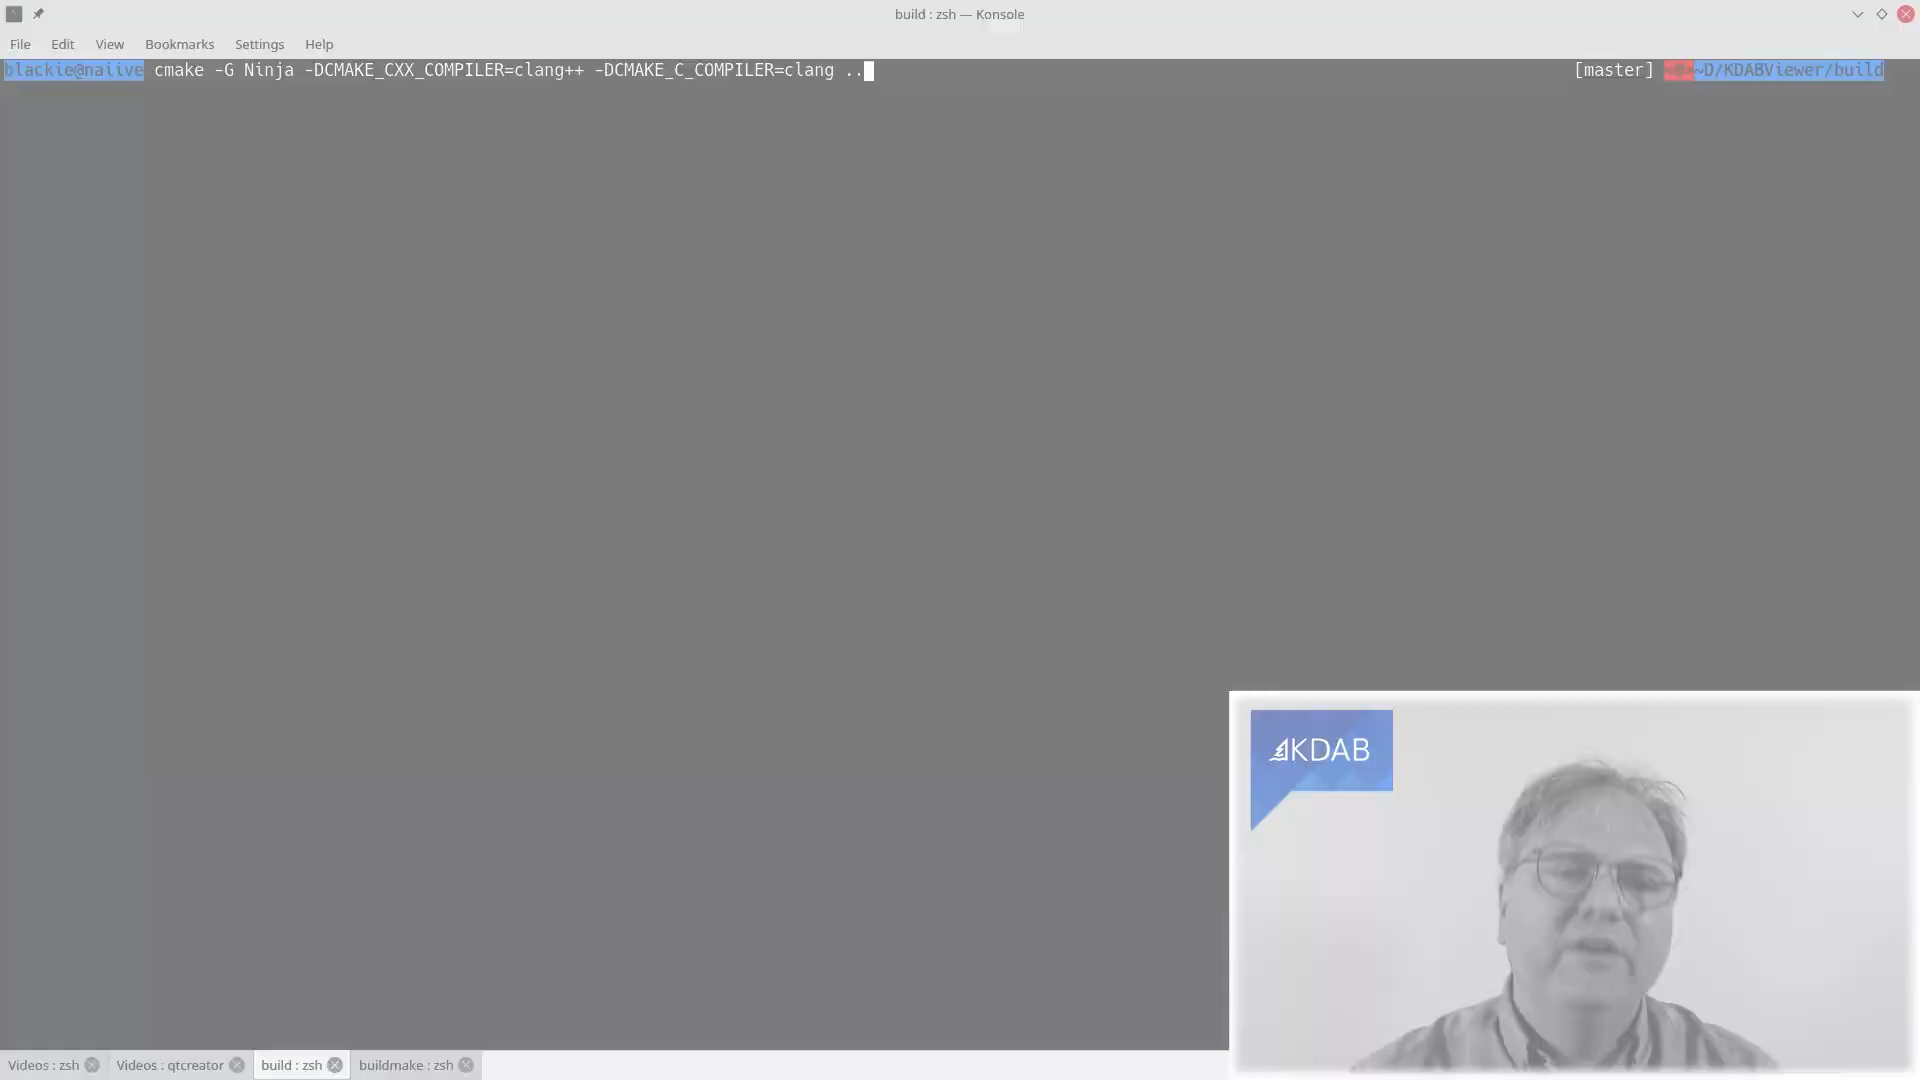 build : zsh — Konsole
File Edit View Bookmarks Settings Help
blackie@naiive cmake -G Ninja -DCMAKE_CXX_COMPILER=clang++ -DCMAKE_C_COMPILER=clang .. [master] ~D/KDABViewer/build
KDAB
Videos : zsh Videos : qtcreator build : zsh buildmake : zsh